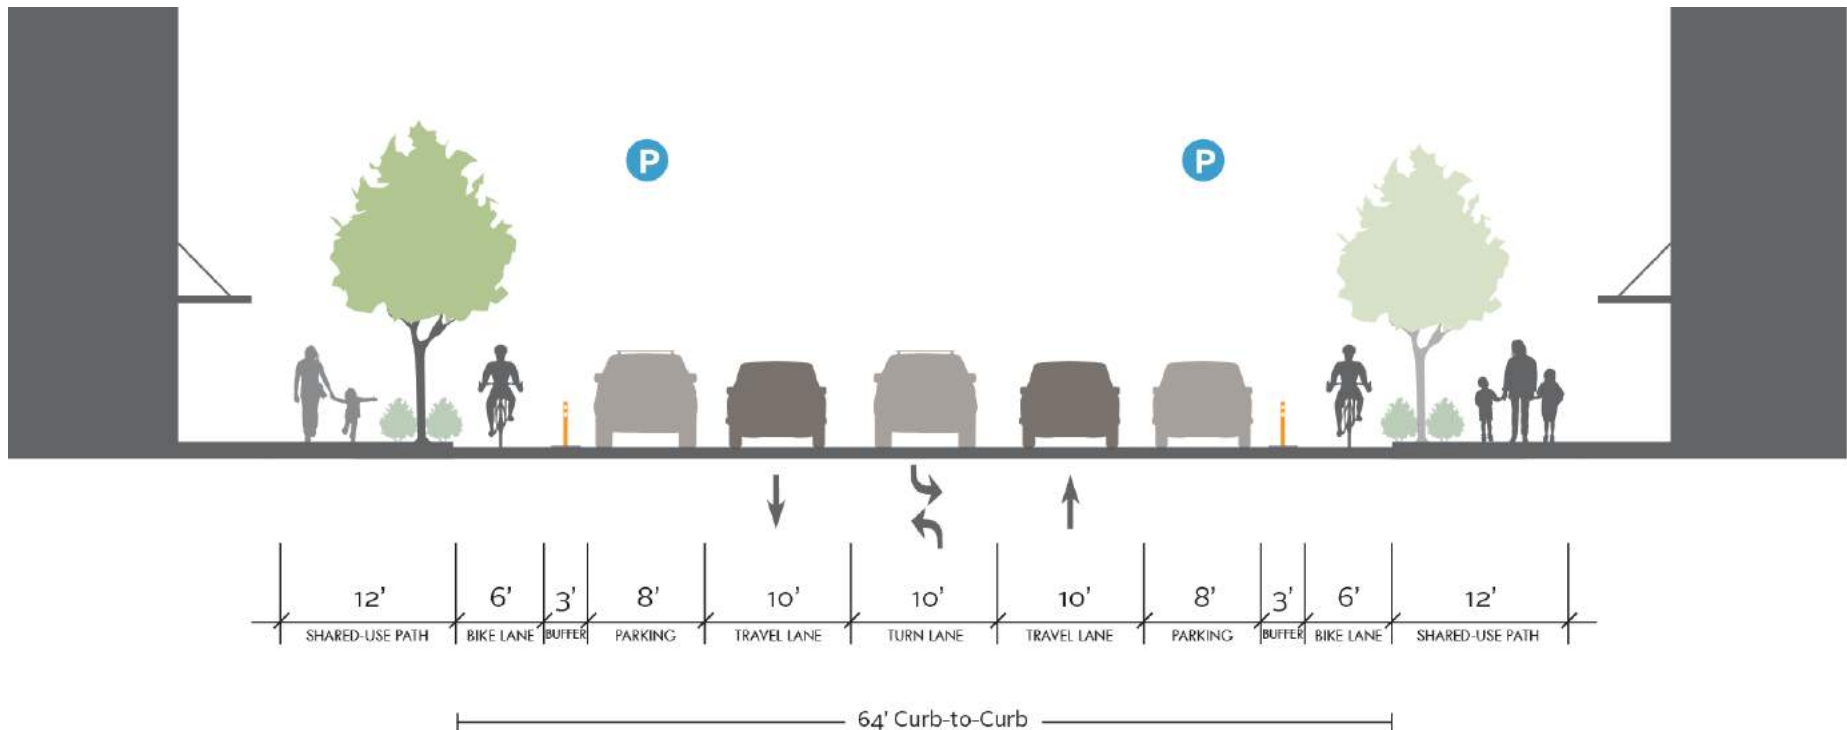 P P
12’ 6’ 3’ 8’ 10’ 10’ 10’ 8’ 3’ 6’ 12’
SHARED-USE PATH BIKE LANE BUFFER PARKING TRAVEL LANE TURN LANE TRAVEL LANE PARKING BUFFER BIKE LANE SHARED-USE PATH
64’ Curb-to-Curb